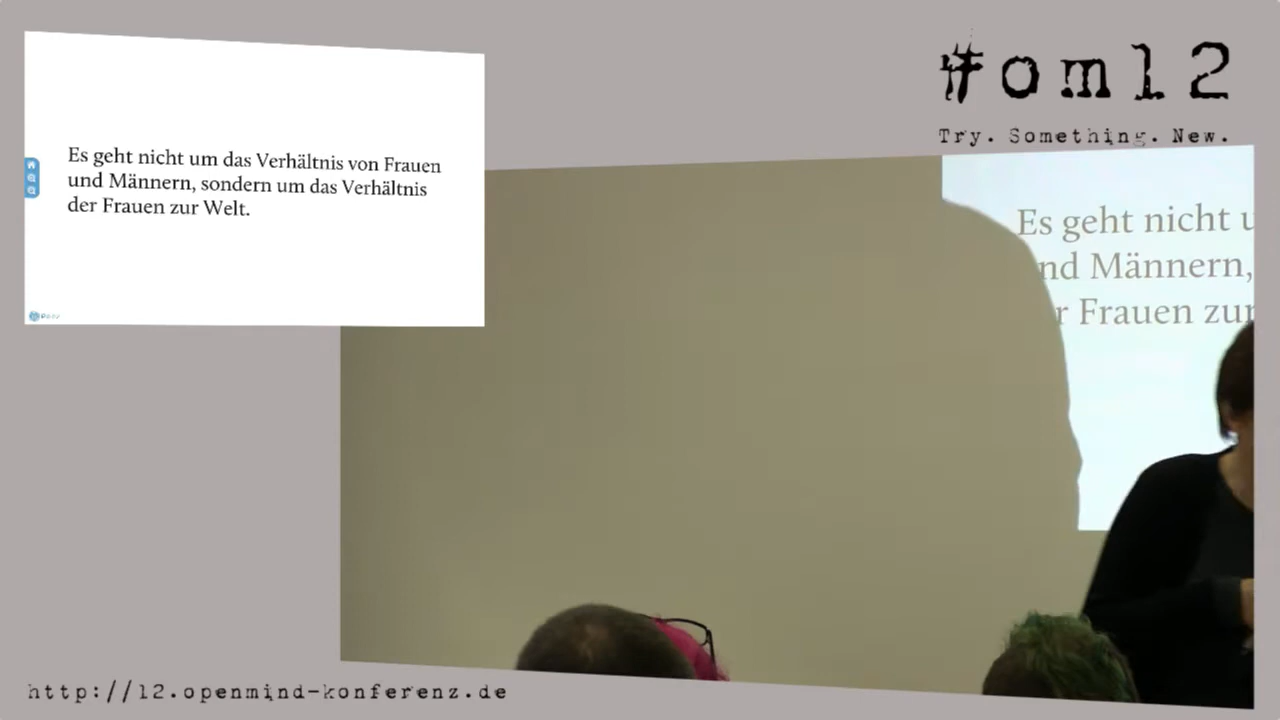 #om12
Try. Something. New.
Es geht nicht um das Verhältnis von Frauen
und Männern, sondern um das Verhältnis
der Frauen zur Welt.
Es geht nicht u
nd Männern,
r Frauen zur
http://12.openmind-konferenz.de